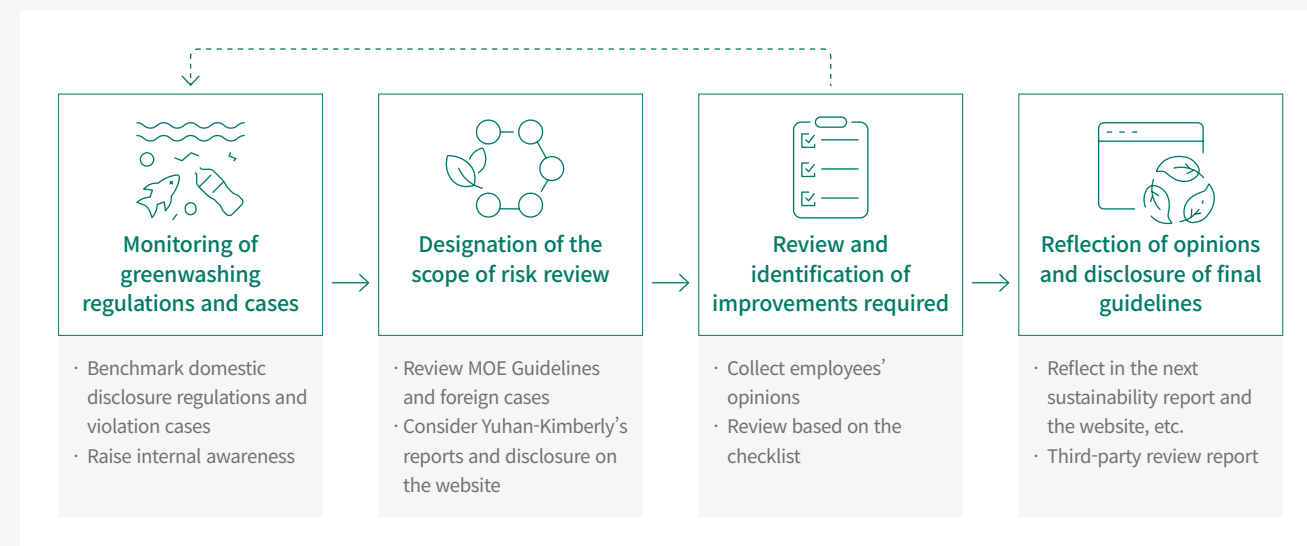 Monitoring of
greenwashing
regulations and cases
· Benchmark domestic
disclosure regulations and
violation cases
· Raise internal awareness
Designation of the
scope of risk review
· Review MOE Guidelines
and foreign cases
· Consider Yuhan-Kimberly’s
reports and disclosure on
the website
Review and
identification of
improvements required
· Collect employees’
opinions
· Review based on the
checklist
Reflection of opinions
and disclosure of final
guidelines
· Reflect in the next
sustainability report and
the website, etc.
· Third-party review report